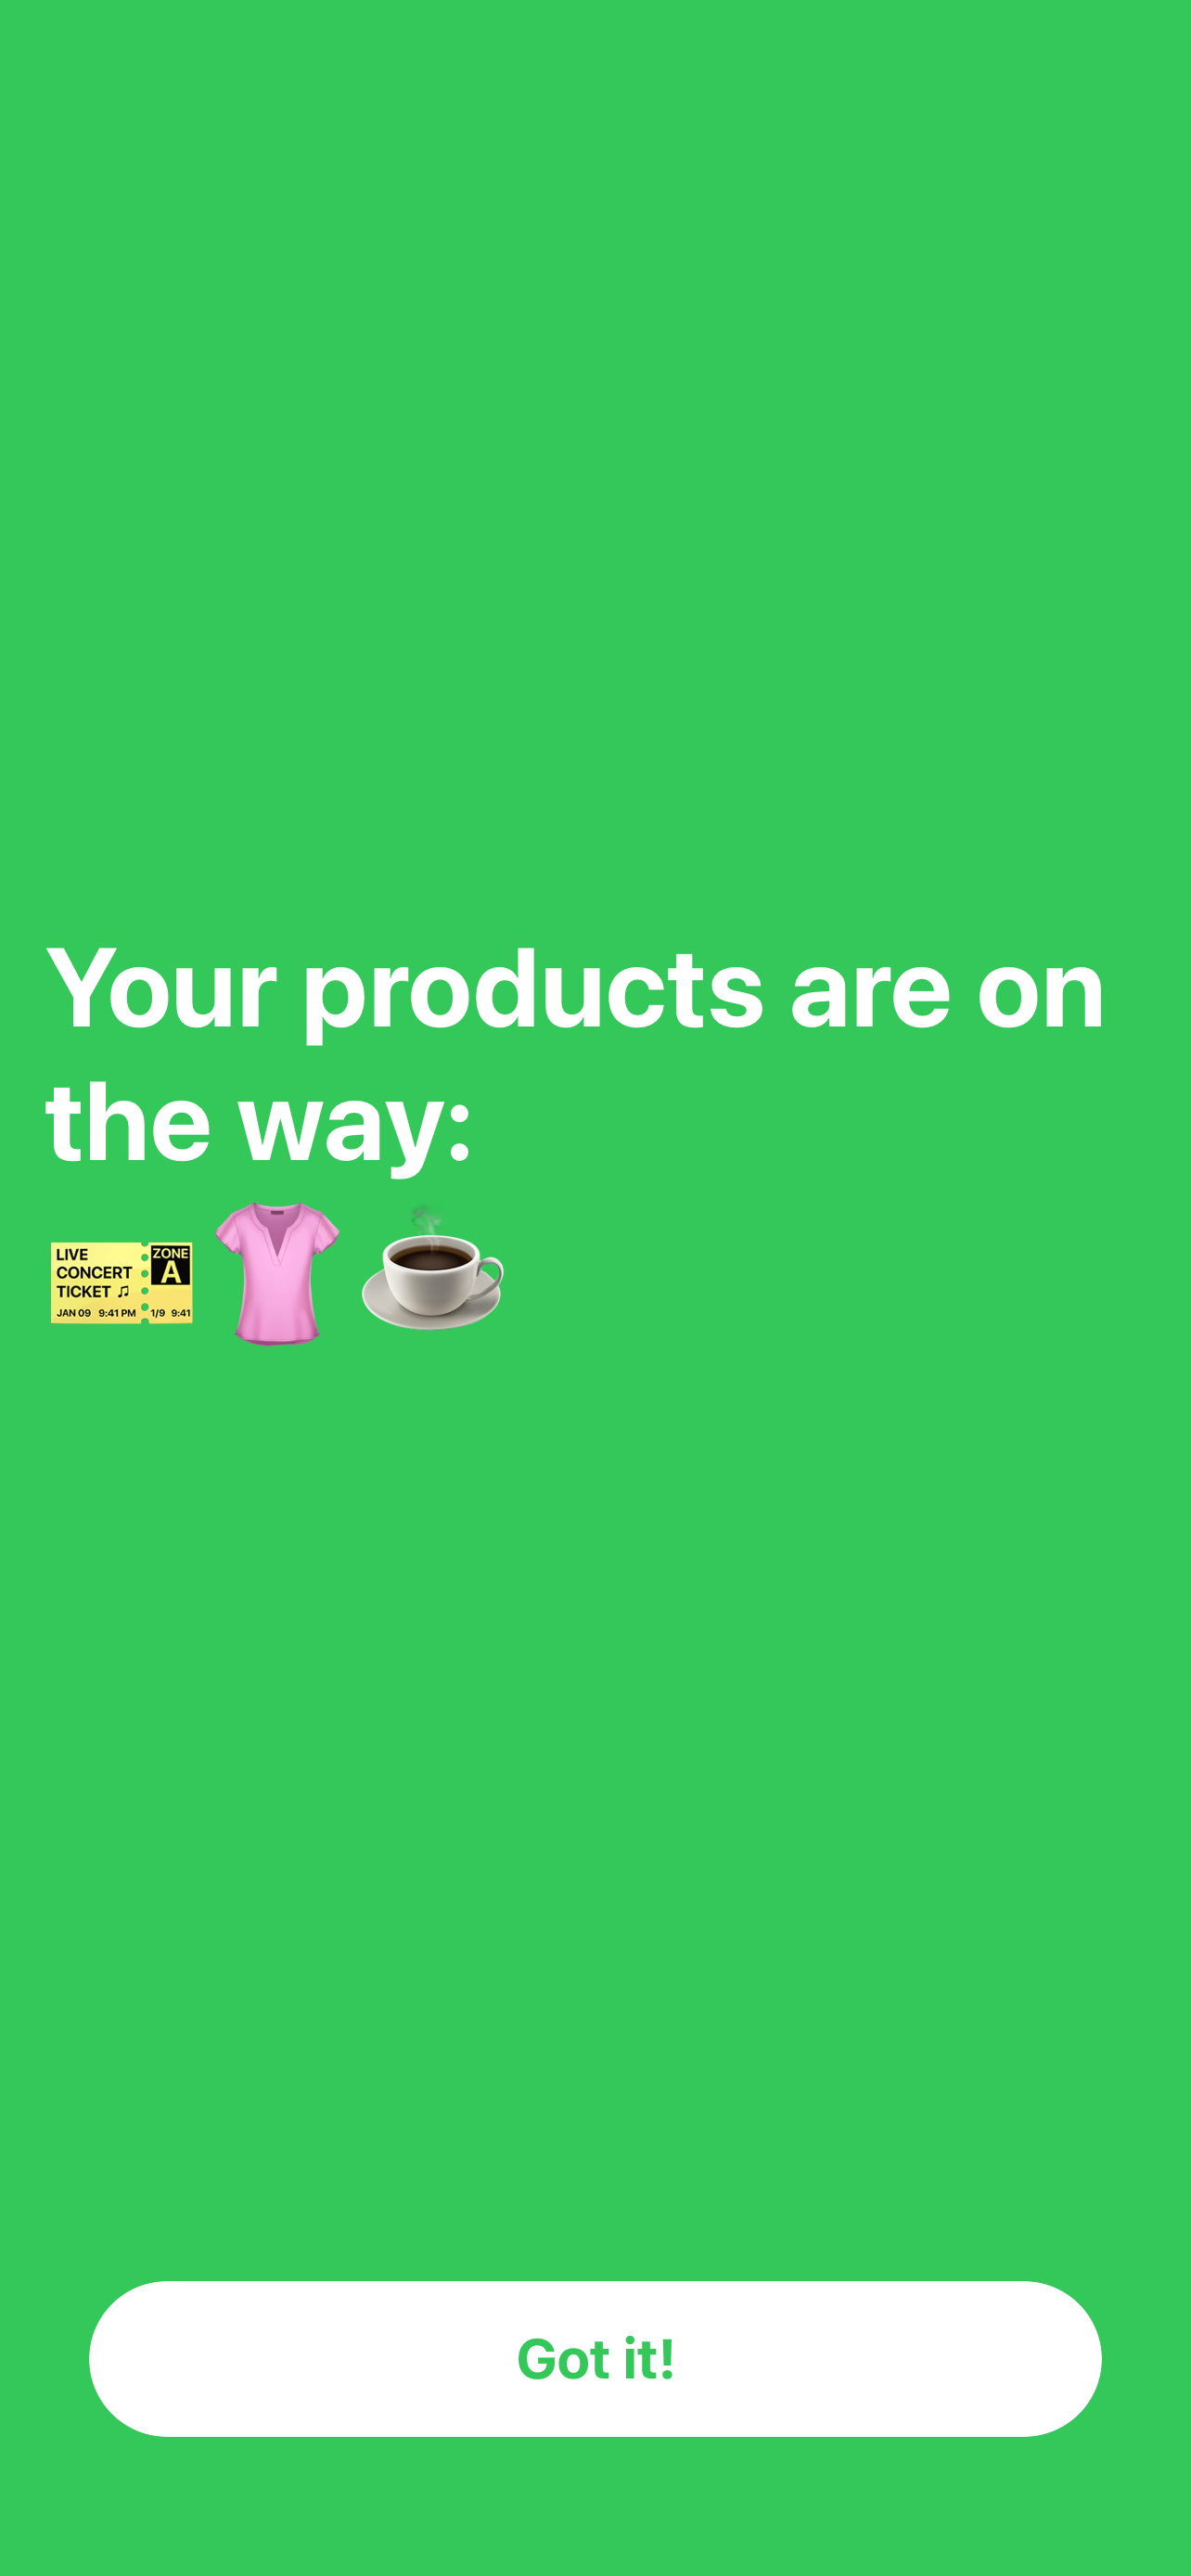 Your products are on
the way:
LIVE
CONCERT
TICKET ♫
JAN 09 9:41 PM
ZONE
A
1/9 9:41
Got it!